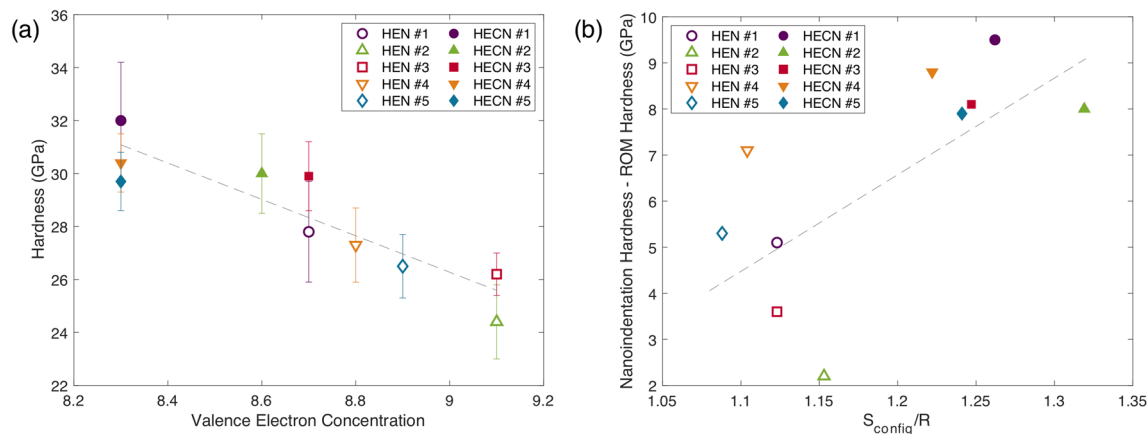 (a)
36
34
32
30
28
26
24
22
Hardness (GPa)
HEN #1 HECN #1
HEN #2 HECN #2
HEN #3 HECN #3
HEN #4 HECN #4
HEN #5 HECN #5
8.2 8.4 8.6 8.8 9 9.2
Valence Electron Concentration
(b)
10
9
8
7
6
5
4
3
2
Nanoindentation Hardness - ROM Hardness (GPa)
HEN #1 HECN #1
HEN #2 HECN #2
HEN #3 HECN #3
HEN #4 HECN #4
HEN #5 HECN #5
1.05 1.1 1.15 1.2 1.25 1.3 1.35
S_config/R